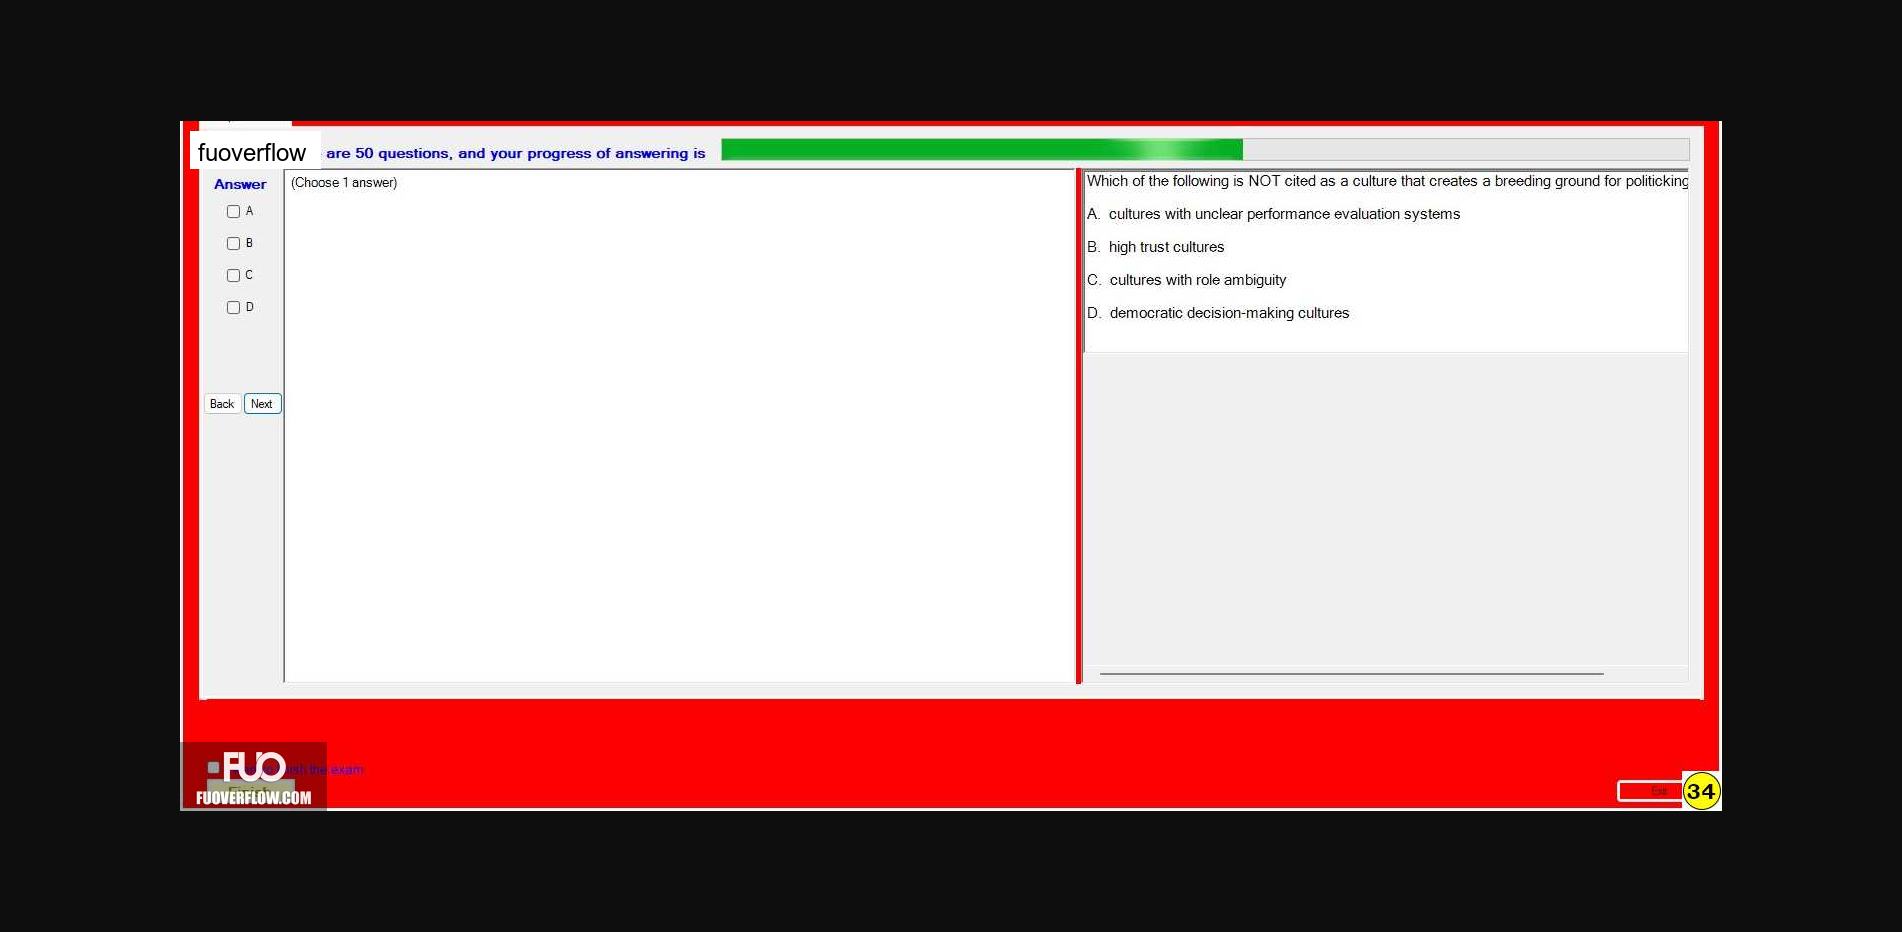 fuoverflow are 50 questions, and your progress of answering is
Answer
(Choose 1 answer)
A
B
C
D
Back Next
Which of the following is NOT cited as a culture that creates a breeding ground for politicking
A. cultures with unclear performance evaluation systems
B. high trust cultures
C. cultures with role ambiguity
D. democratic decision-making cultures
FUO
the exam
Finish
FUOVERFLOW.COM
Exit
34